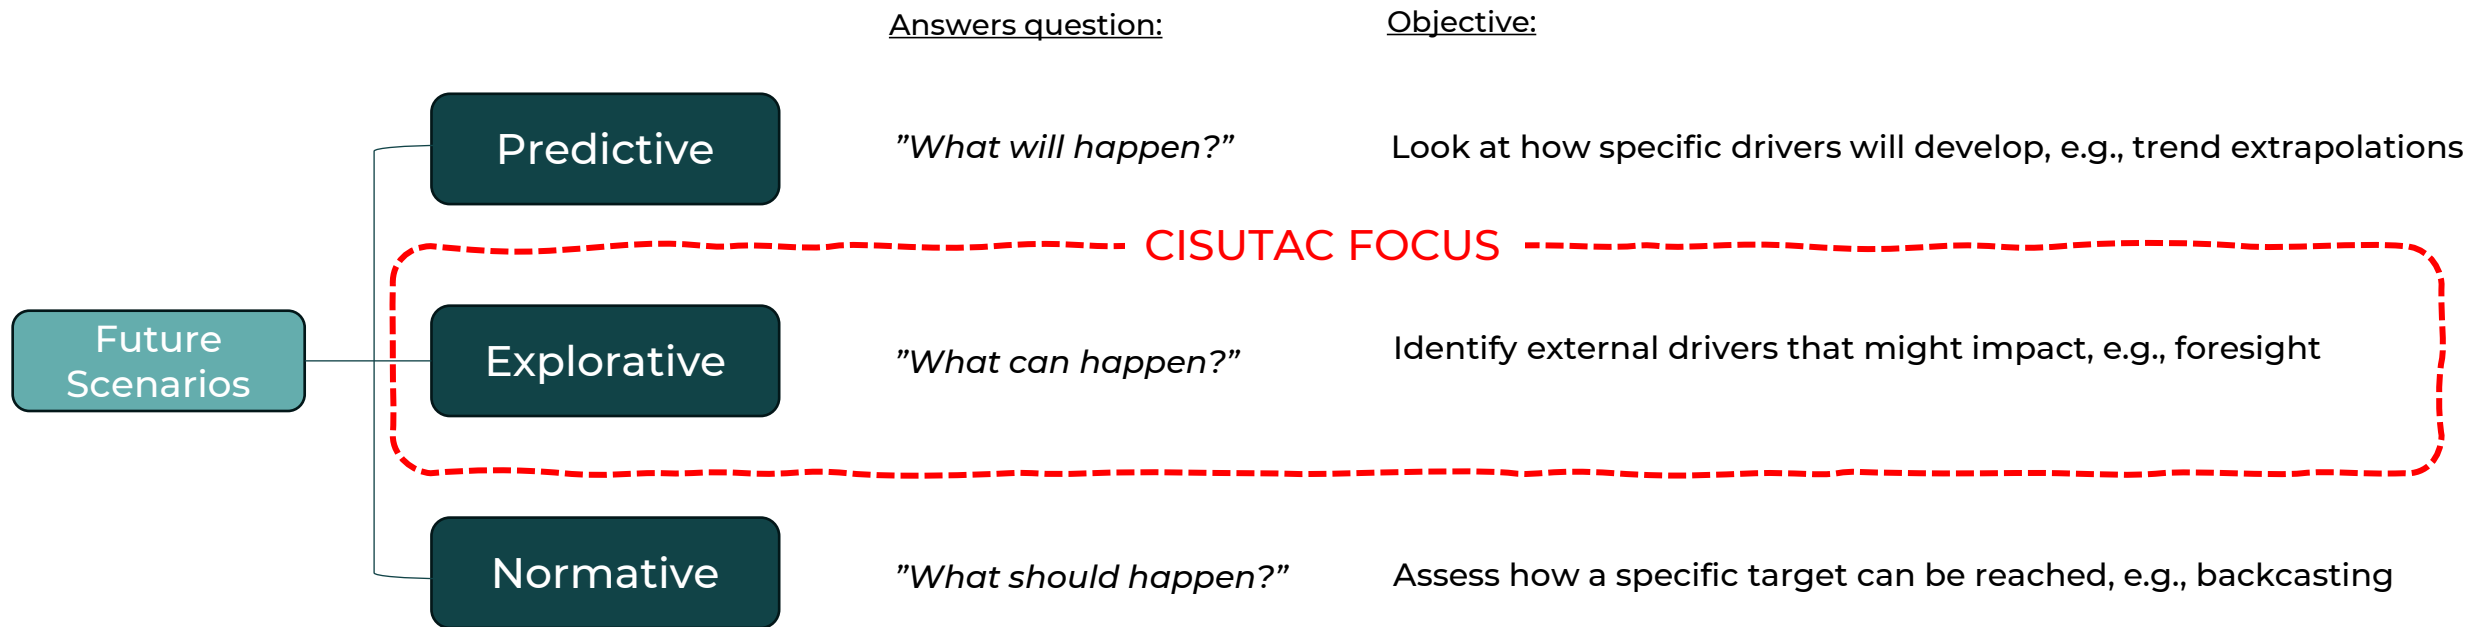 Answers question:
Objective:
Predictive
”What will happen?”
Look at how specific drivers will develop, e.g., trend extrapolations
CISUTAC FOCUS
Future
Scenarios
Explorative
”What can happen?”
Identify external drivers that might impact, e.g., foresight
Normative
”What should happen?”
Assess how a specific target can be reached, e.g., backcasting